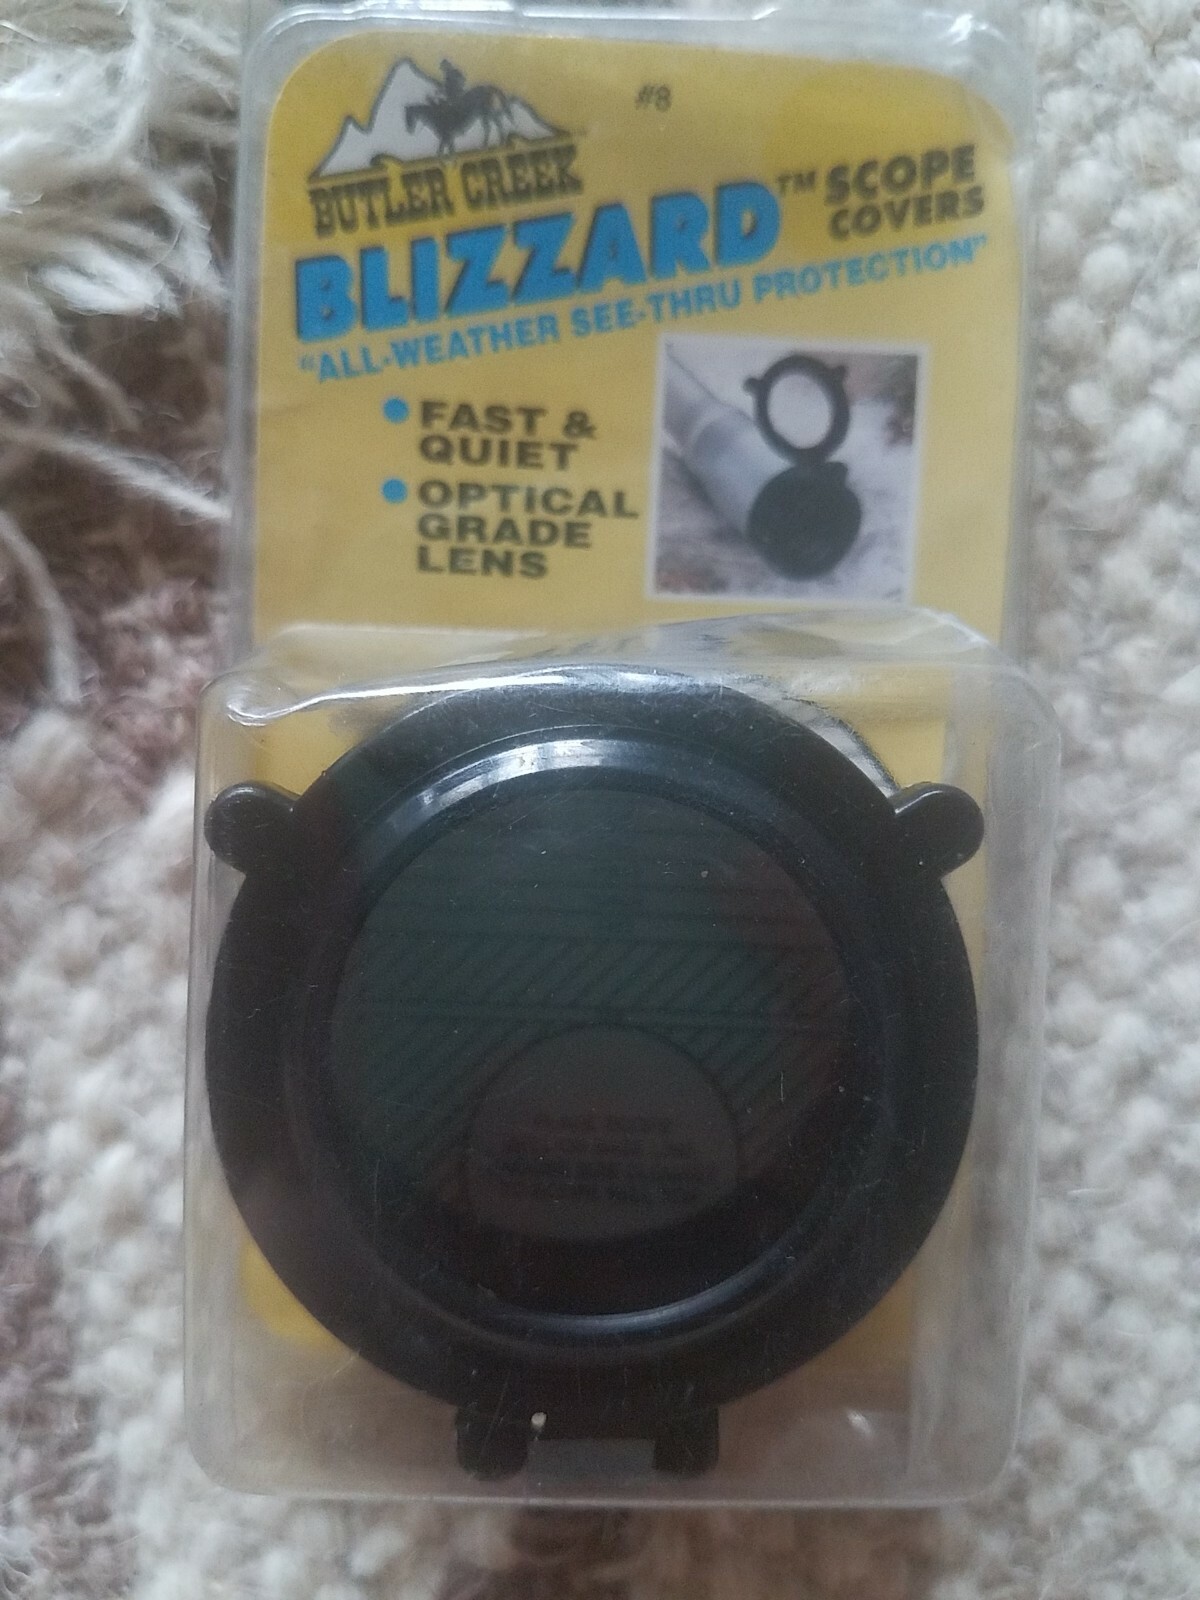 #8
BUTLER CREEK
BLIZZARD™ SCOPE COVERS
"ALL-WEATHER SEE-THRU PROTECTION"
• FAST &
QUIET
• OPTICAL
GRADE
LENS